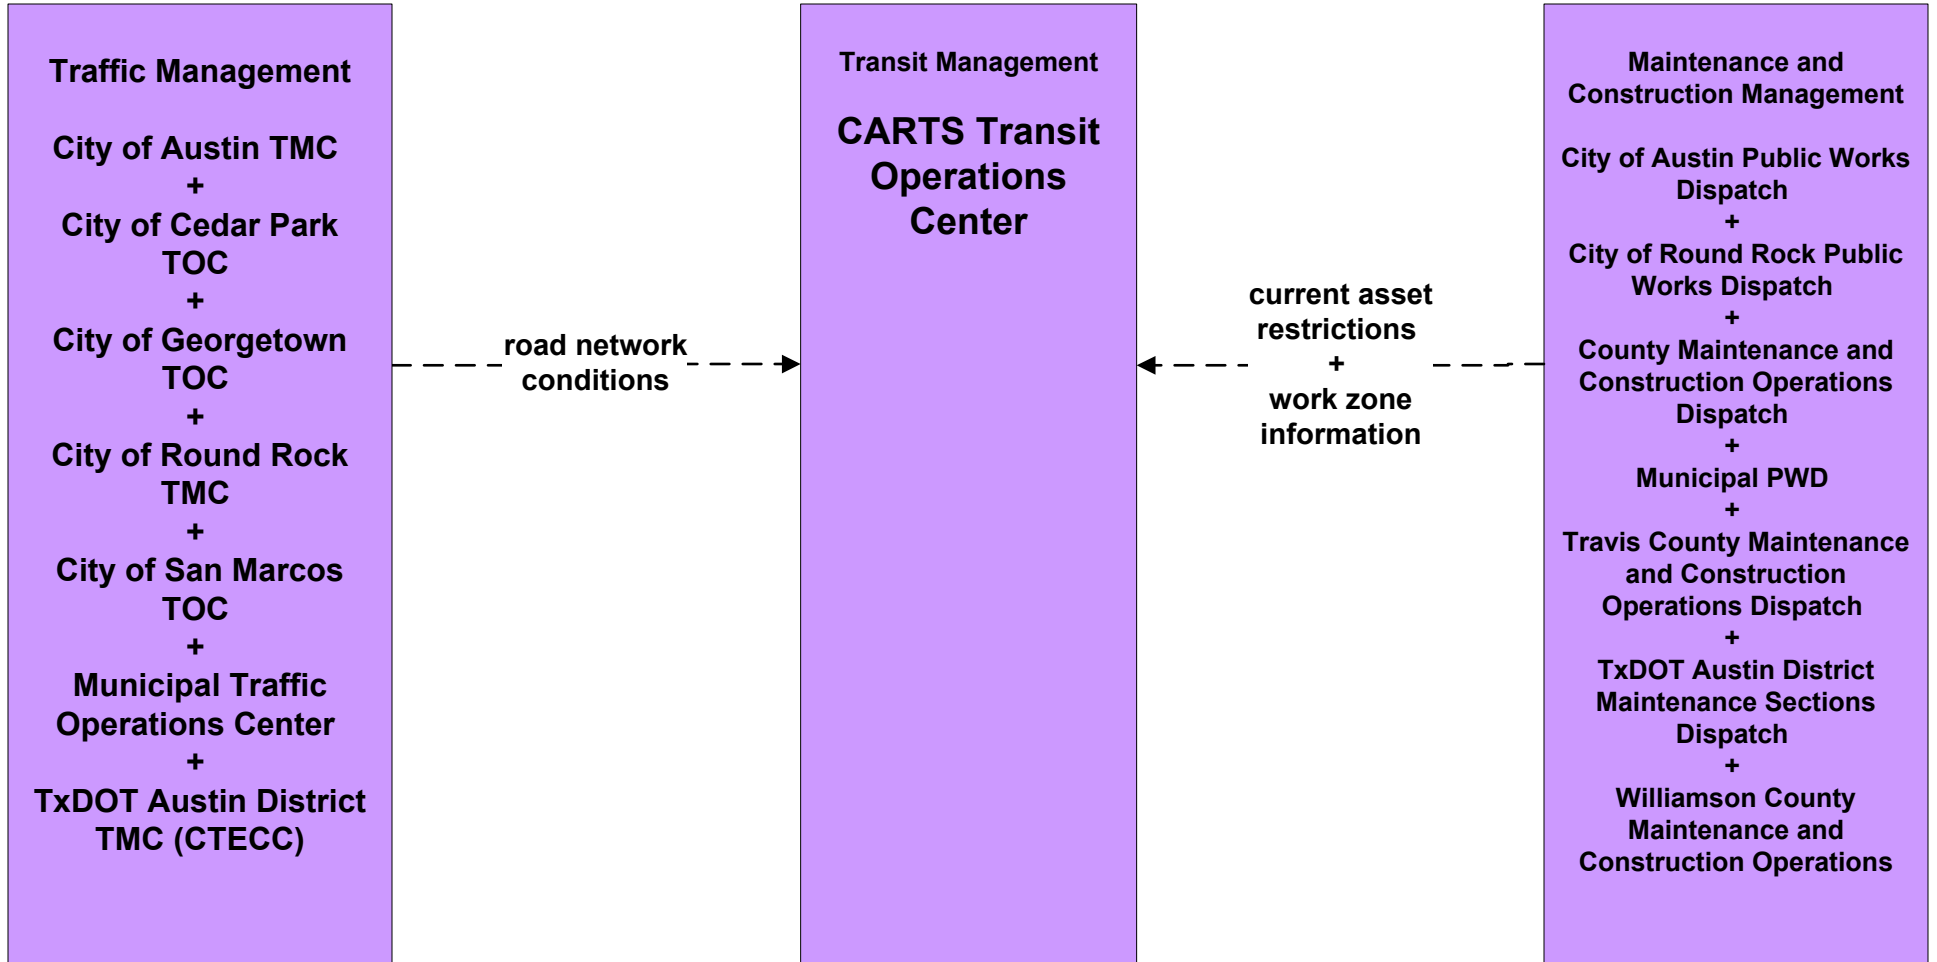 Traffic Management
City of Austin TMC
+
City of Cedar Park
TOC
+
City of Georgetown
TOC
+
City of Round Rock
TMC
+
City of San Marcos
TOC
+
Municipal Traffic
Operations Center
+
TxDOT Austin District
TMC (CTECC)
road network
conditions
Transit Management
CARTS Transit
Operations
Center
current asset
restrictions
+
work zone
information
Maintenance and
Construction Management
City of Austin Public Works
Dispatch
+
City of Round Rock Public
Works Dispatch
+
County Maintenance and
Construction Operations
Dispatch
+
Municipal PWD
+
Travis County Maintenance
and Construction
Operations Dispatch
+
TxDOT Austin District
Maintenance Sections
Dispatch
+
Williamson County
Maintenance and
Construction Operations